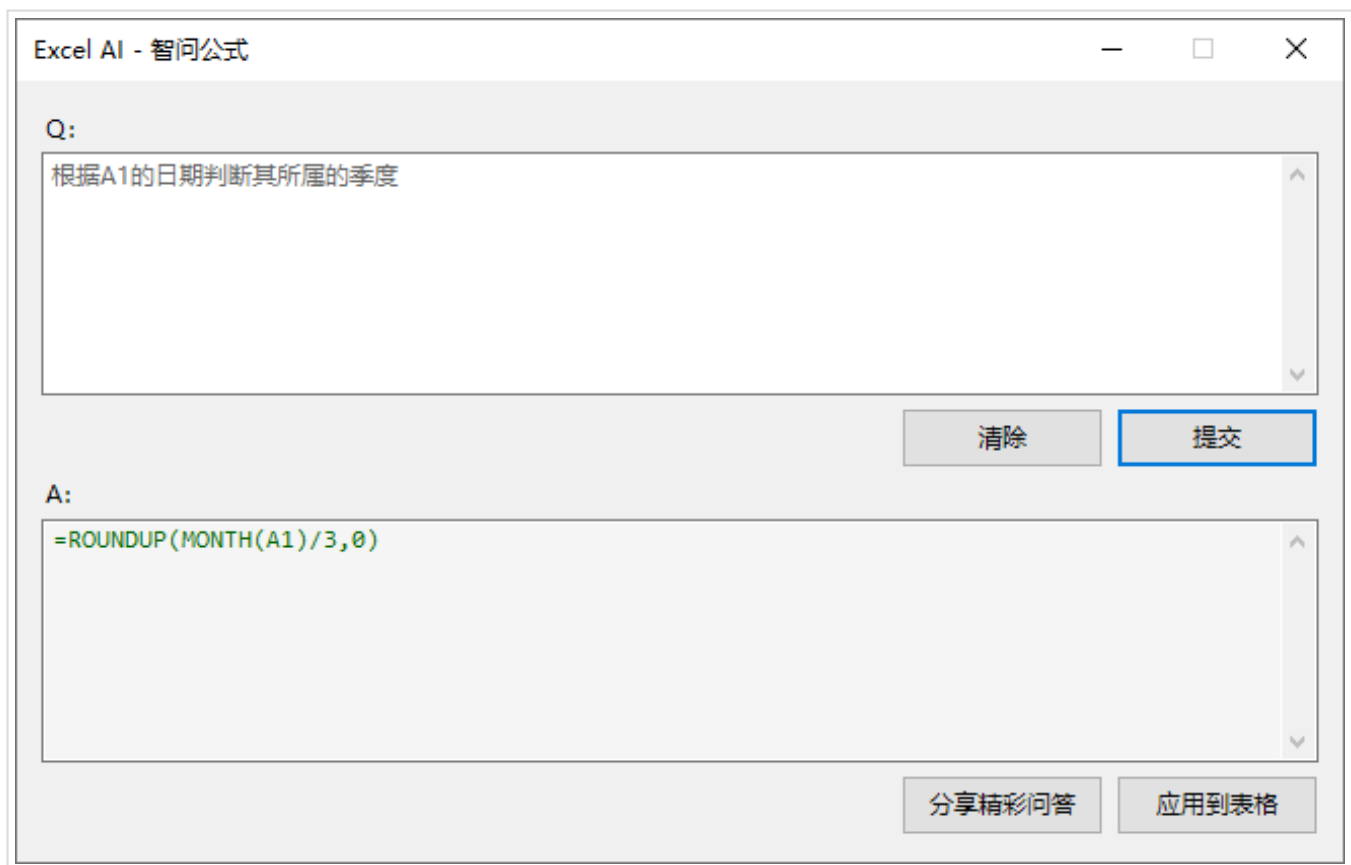 Excel AI - 智问公式
Q:
根据A1的日期判断其所属的季度
清除
提交
A:
=ROUNDUP(MONTH(A1)/3,0)
分享精彩问答
应用到表格